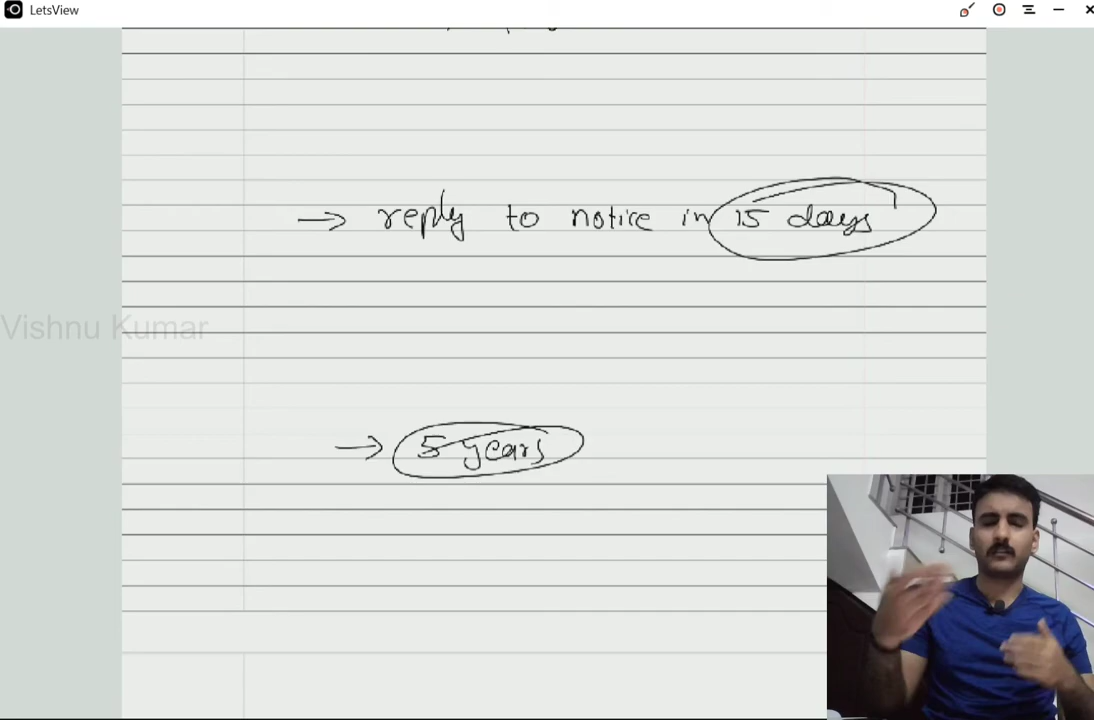 LetsView
→ reply to notice in 15 days
Vishnu Kumar
→ 5 years